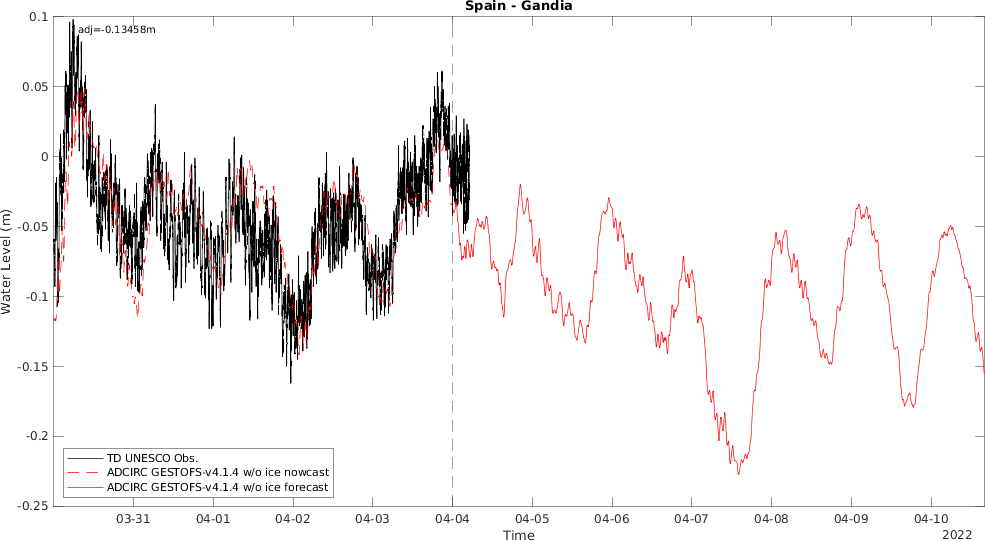 Spain - Gandia
adj=-0.13458m
0.1
0.05
0
-0.05
-0.1
-0.15
-0.2
-0.25
Water Level (m)
TD UNESCO Obs.
ADCIRC GESTOFS-v4.1.4 w/o ice nowcast
ADCIRC GESTOFS-v4.1.4 w/o ice forecast
03-31 04-01 04-02 04-03 04-04 04-05 04-06 04-07 04-08 04-09 04-10
Time
2022